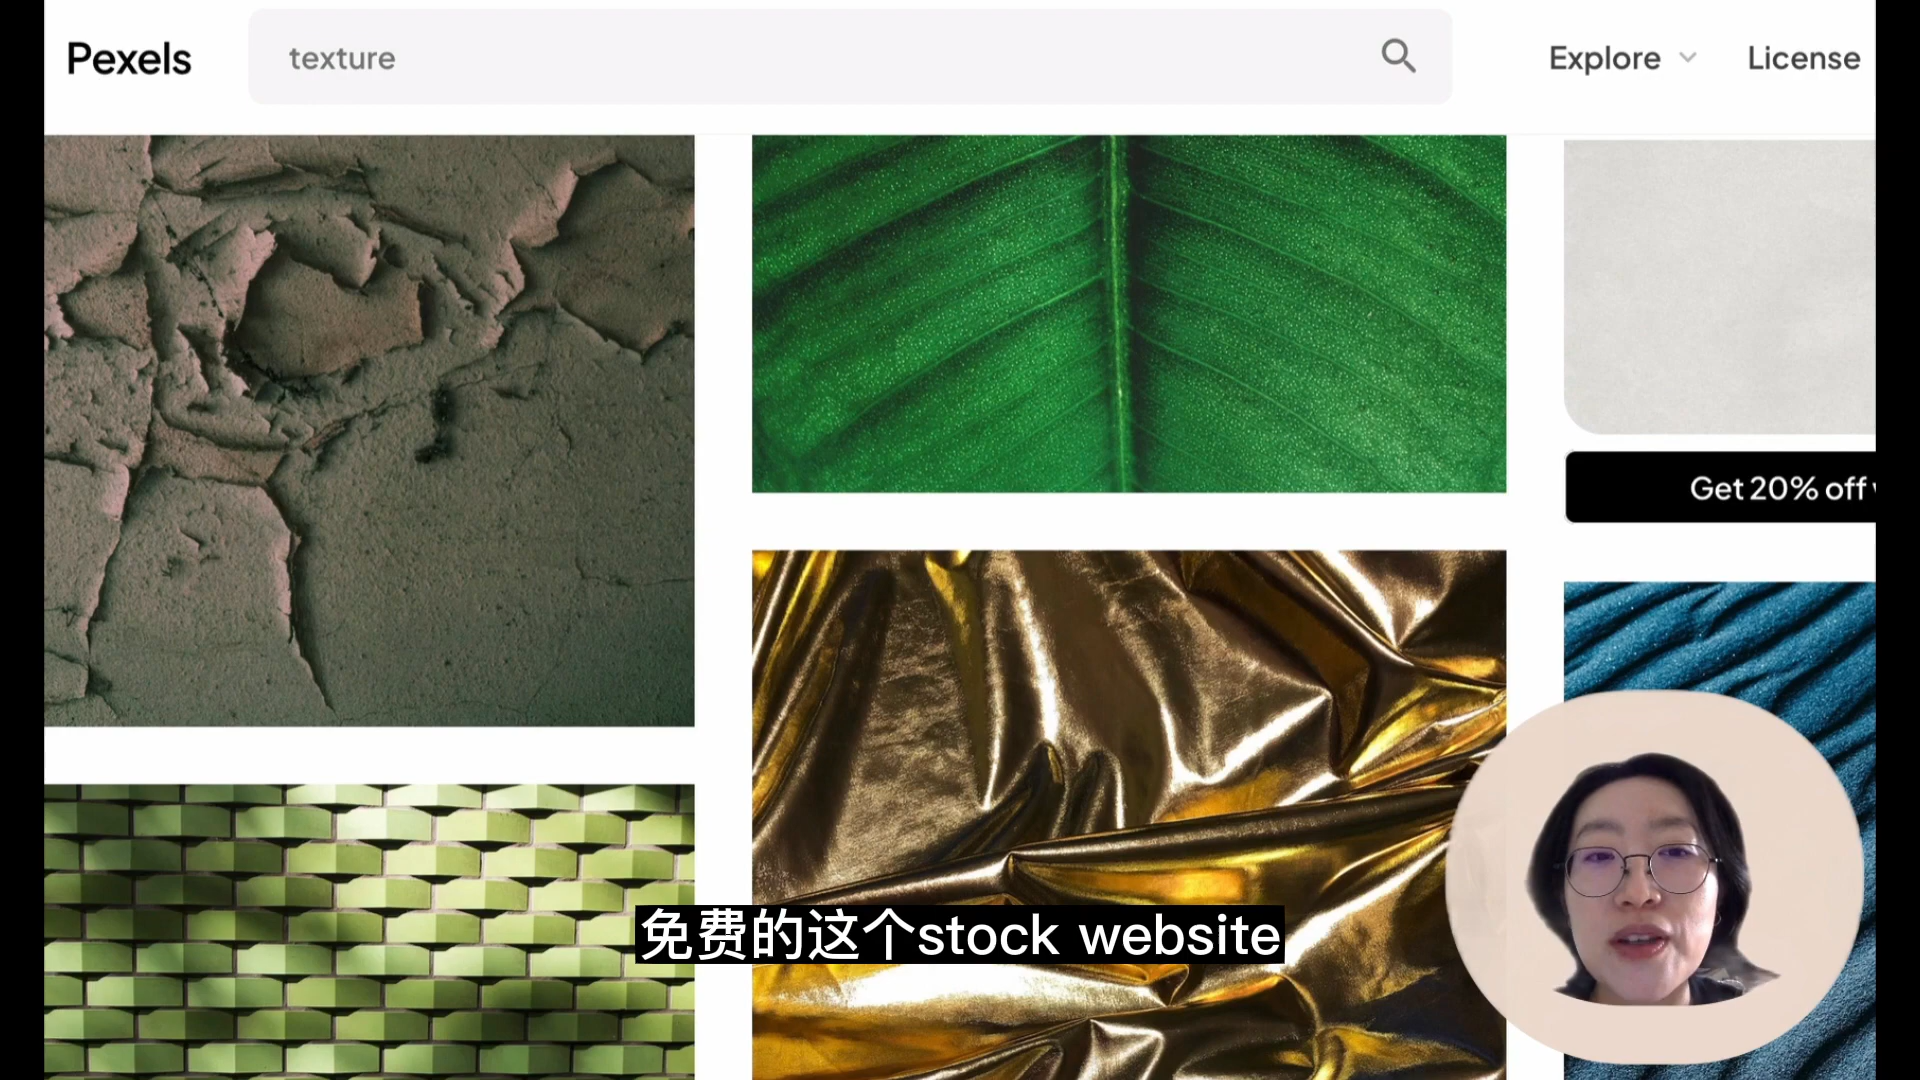 Pexels
texture
Explore
License
Get 20% off
免费的这个stock website